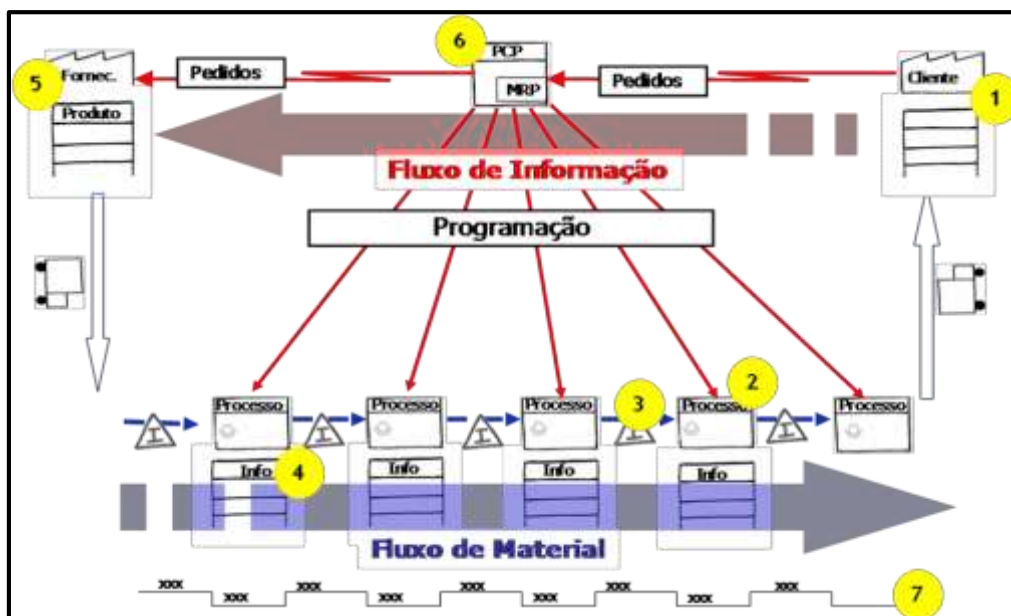 6
PCP
5
Fornec.
Pedidos
Pedidos
Cliente
MRP
1
Produto
Fluxo de Informação
Programação
2
3
Processo
Processo
Processo
Processo
Processo
I
I
I
I
I
4
Info
Info
Info
Info
Fluxo de Material
7
xxx
xxx
xxx
xxx
xxx
xxx
xxx
xxx
xxx